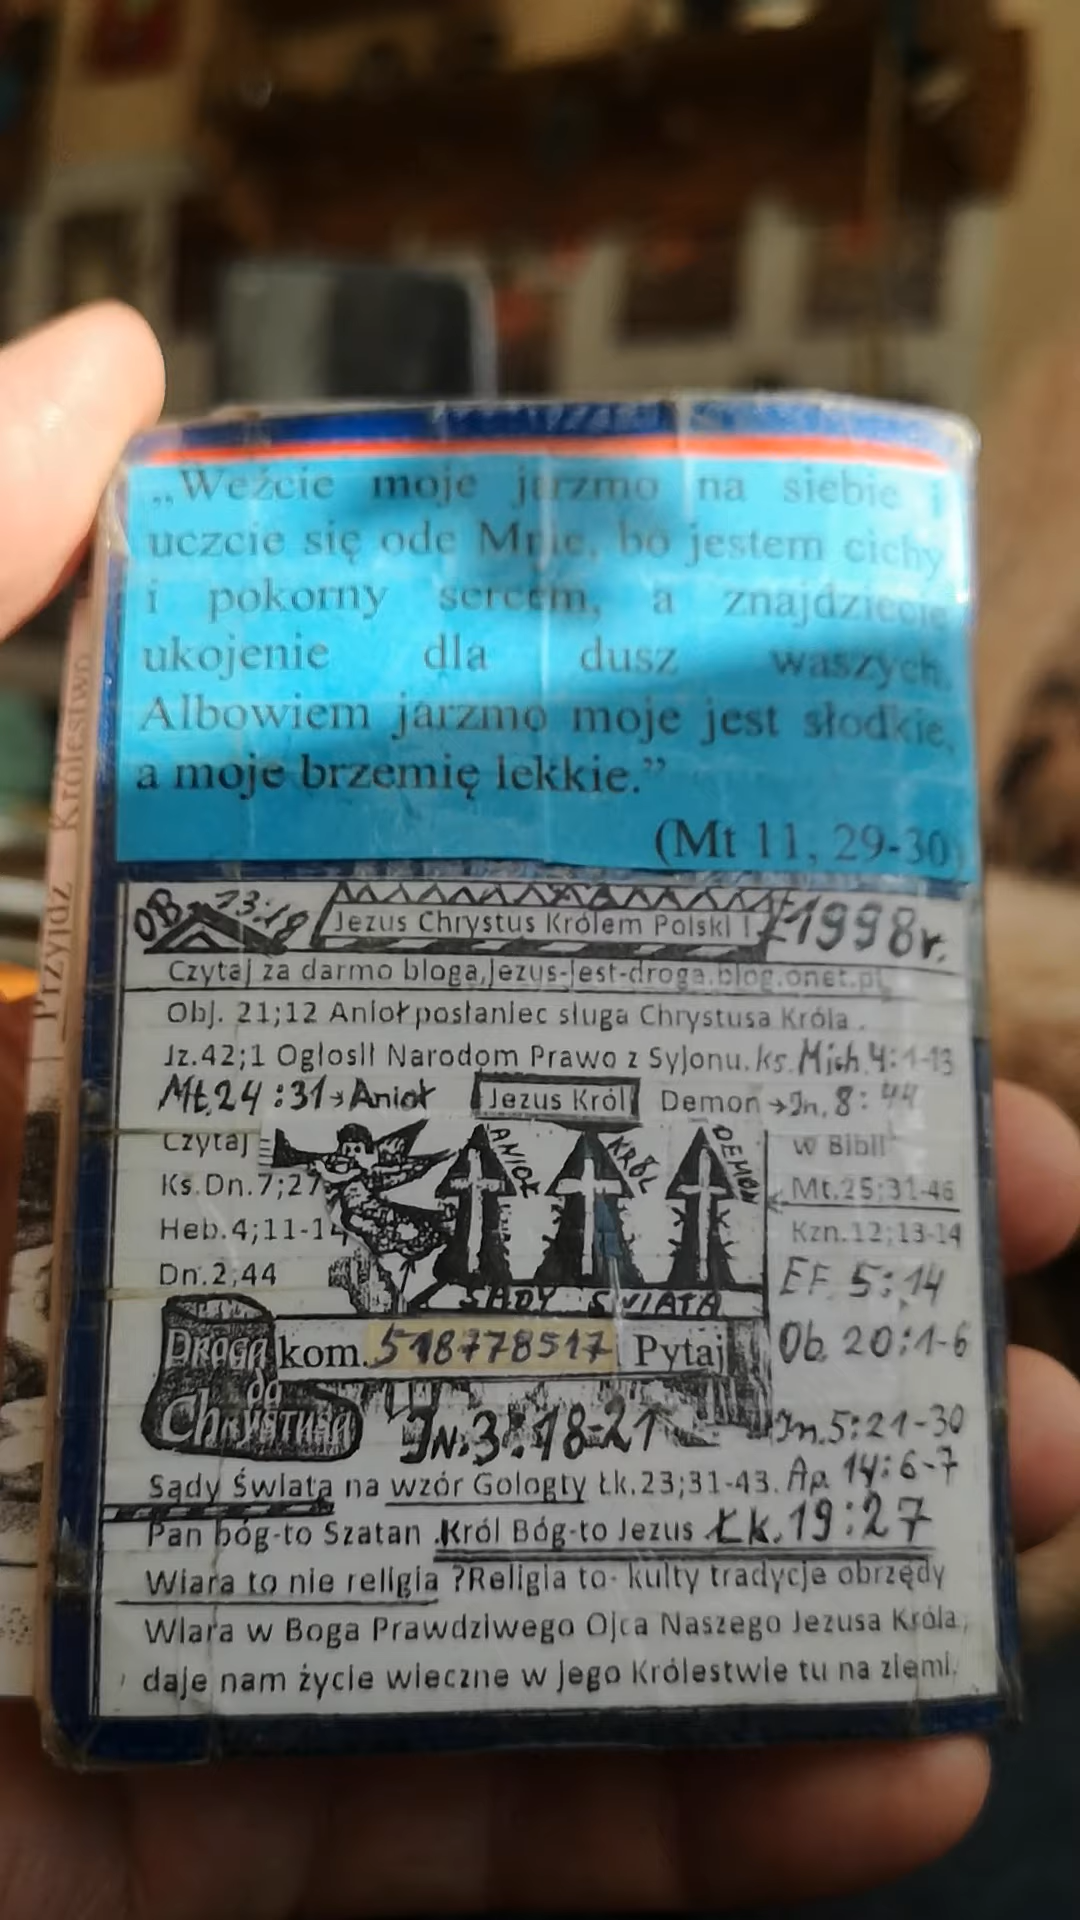 „Weźcie moje jarzmo na siebie i
uczcie się ode Mnie, bo jestem cichy
i pokorny sercem, a znajdziecie
ukojenie dla dusz waszych.
Albowiem jarzmo moje jest słodkie,
a moje brzemię lekkie.”
(Mt 11, 29-30)
Przyjdź Królestwo
OB. 13:18
Jezus Chrystus Królem Polski !
1998r.
Czytaj za darmo bloga,jezus-jest-droga.blog.onet.pl
Obj. 21;12 Anioł posłaniec sługa Chrystusa Króla .
Jz.42;1 Ogłosił Narodom Prawo z Syjonu. ks. Mich. 4:1-13
Mt.24:31→Anioł Jezus Król Demon→Jn. 8:44
Czytaj w Biblii
ANIOŁ KRÓL DEMON
Ks.Dn.7;27 Mt.25;31-46
Heb.4;11-14 Kzn.12;13-14
Dn.2;44 EF. 5:14
SĄDY ŚWIATA
Droga do Chrystusa kom. 518778517 Pytaj Ob. 20:1-6
JN.3:18-21 Jn.5:21-30
Sądy Świata na wzór Gologty Łk.23;31-43. Ap. 14:6-7
Pan bóg-to Szatan .Król Bóg-to Jezus Łk. 19:27
Wiara to nie religia ?Religia to- kulty tradycje obrzędy
Wiara w Boga Prawdziwego Ojca Naszego Jezusa Króla,
daje nam życie wieczne w Jego Królestwie tu na ziemi.